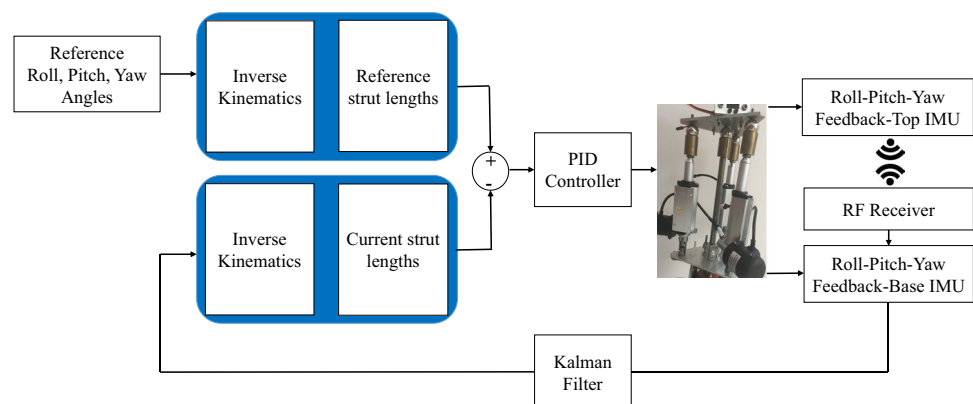 Reference
Roll, Pitch, Yaw
Angles
Inverse
Kinematics
Reference
strut lengths
+
-
PID
Controller
Roll-Pitch-Yaw
Feedback-Top IMU
RF Receiver
Roll-Pitch-Yaw
Feedback-Base IMU
Inverse
Kinematics
Current strut
lengths
Kalman
Filter